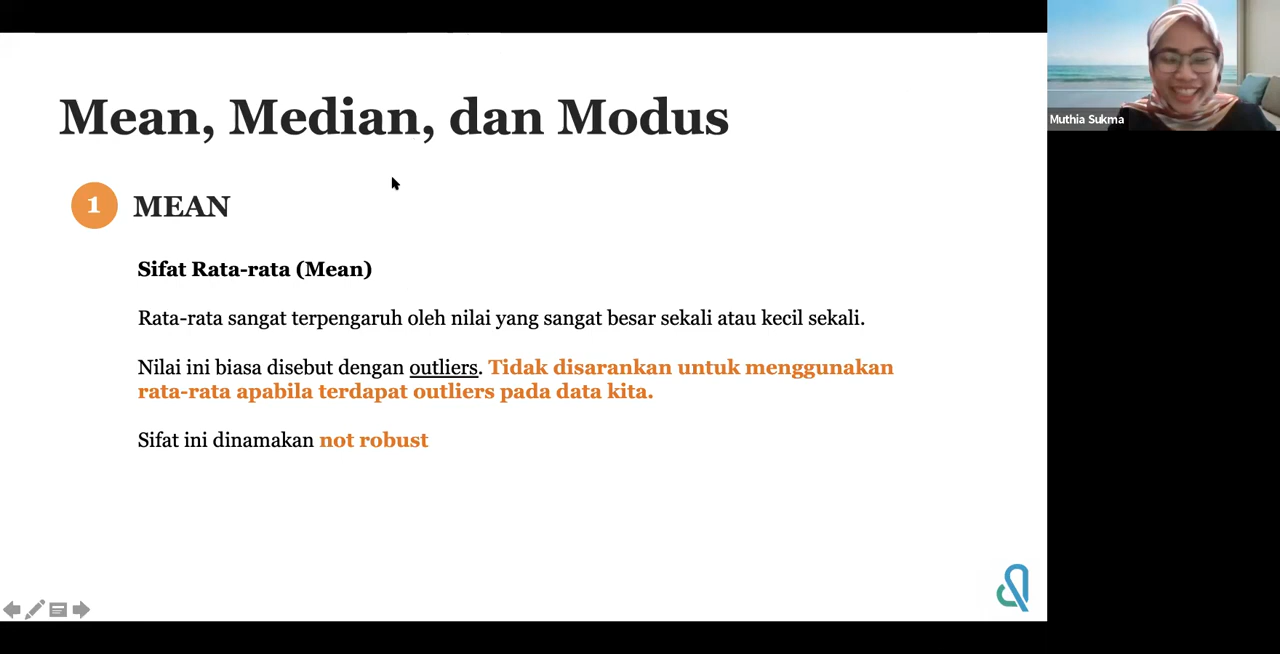 Mean, Median, dan Modus
1 MEAN
Sifat Rata-rata (Mean)
Rata-rata sangat terpengaruh oleh nilai yang sangat besar sekali atau kecil sekali.
Nilai ini biasa disebut dengan outliers. Tidak disarankan untuk menggunakan
rata-rata apabila terdapat outliers pada data kita.
Sifat ini dinamakan not robust
Muthia Sukma